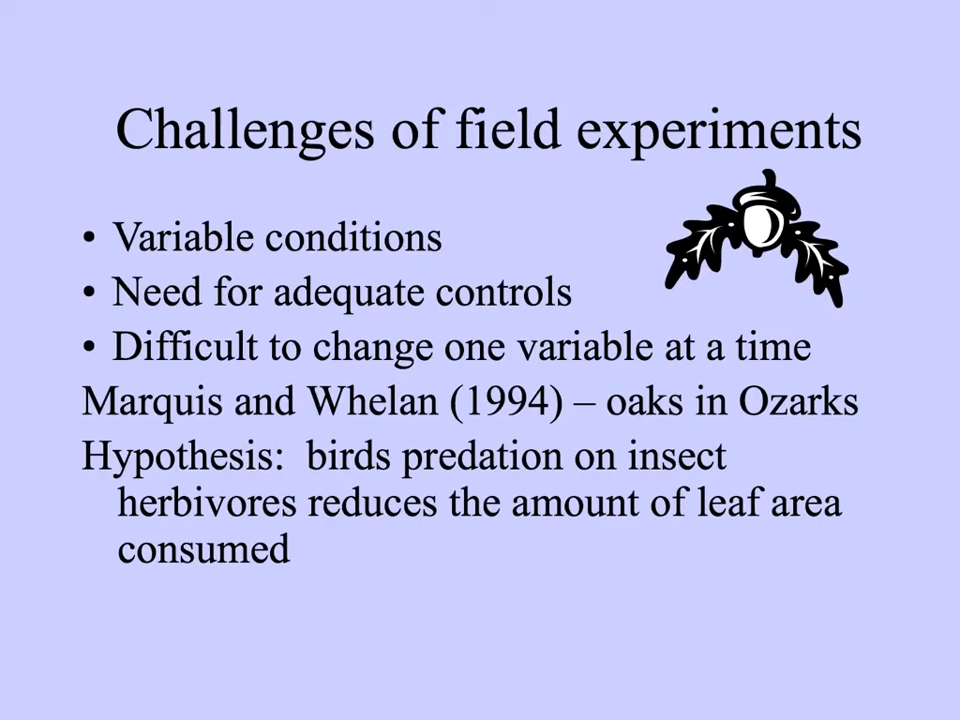 Challenges of field experiments
• Variable conditions
• Need for adequate controls
• Difficult to change one variable at a time
Marquis and Whelan (1994) – oaks in Ozarks
Hypothesis: birds predation on insect
herbivores reduces the amount of leaf area
consumed